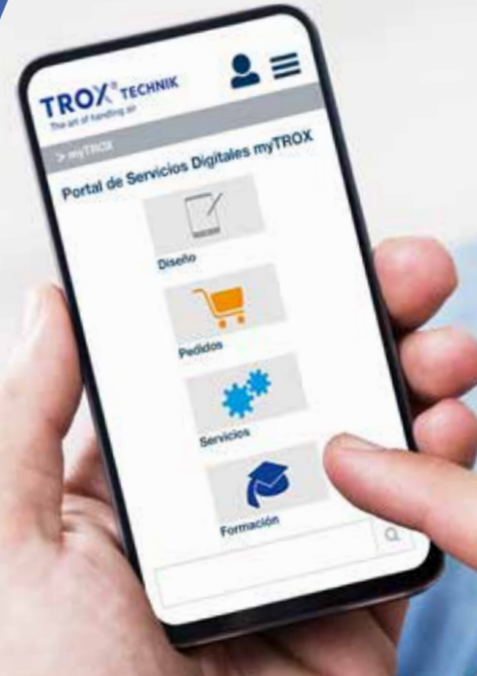 TROX® TECHNIK
The art of handling air
> myTROX
Portal de Servicios Digitales myTROX
Diseño
Pedidos
Servicios
Formación